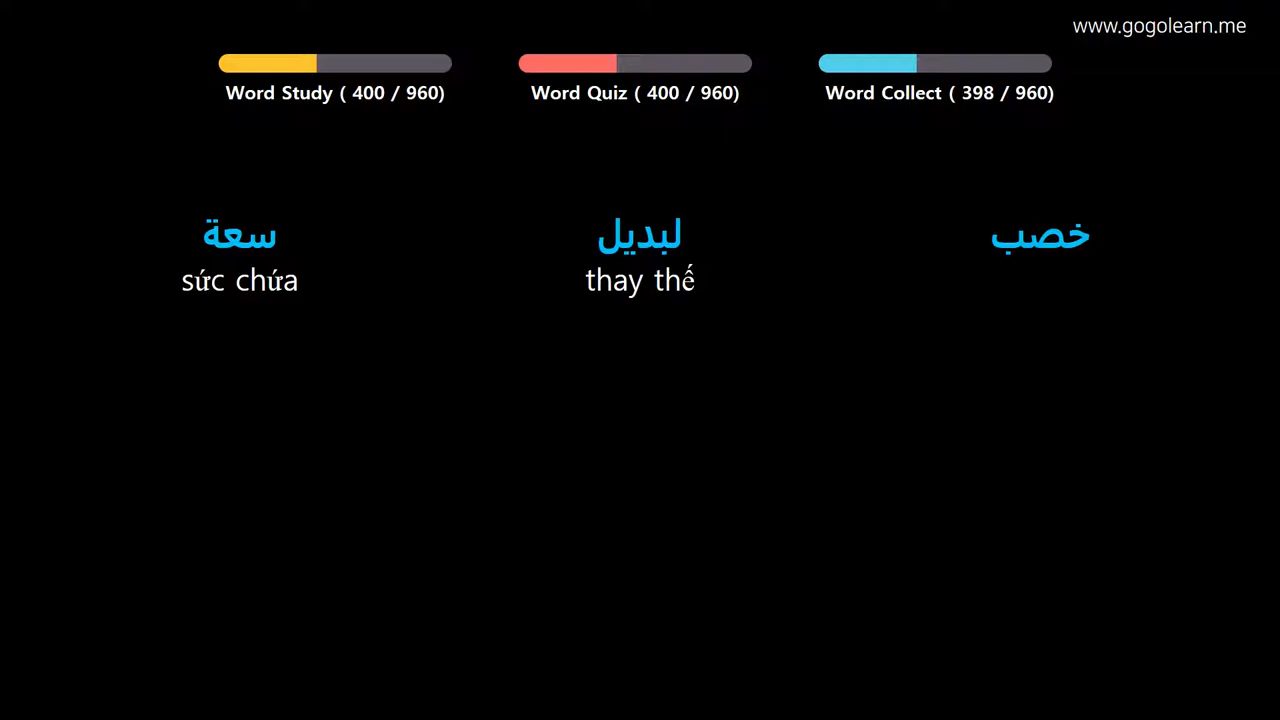 www.gogolearn.me
Word Study ( 400 / 960)
Word Quiz ( 400 / 960)
Word Collect ( 398 / 960)
سعة
sức chứa
لبديل
thay thế
خصب